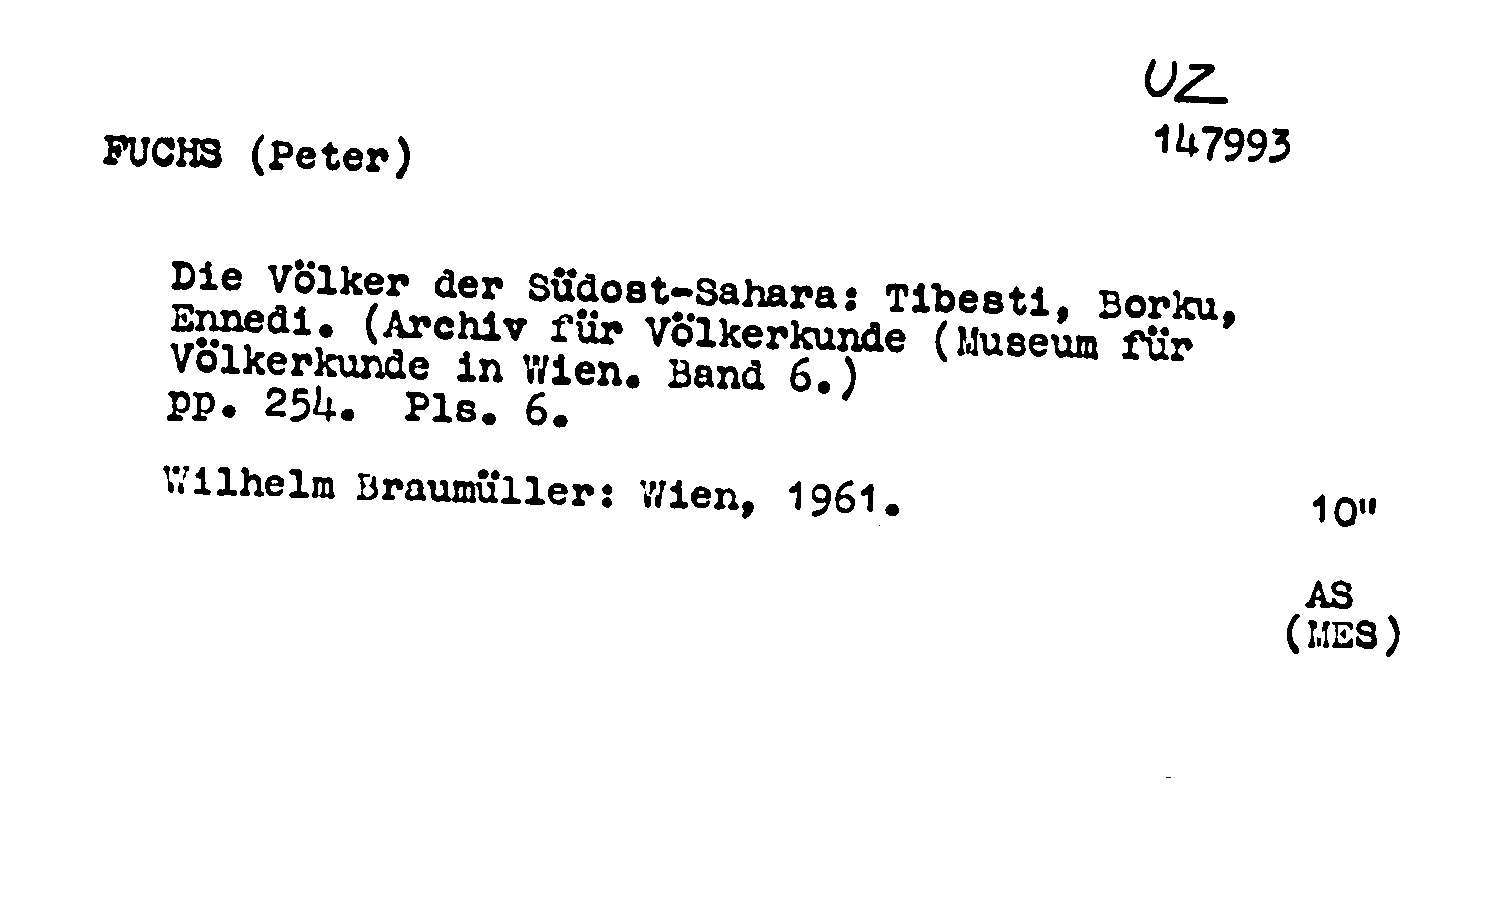 UZ
147993
FUCHS (Peter)
Die Völker der Südost-Sahara: Tibesti, Borku,
Ennedi. (Archiv für Völkerkunde (Museum für
Völkerkunde in Wien. Band 6.)
pp. 254. Pls. 6.
Wilhelm Braumüller: Wien, 1961.
10"
AS
(MES)